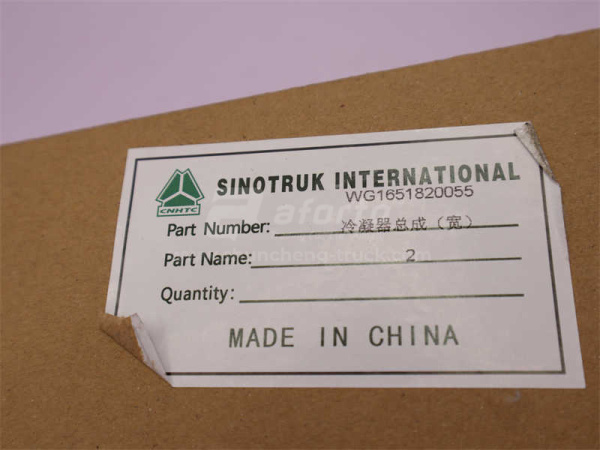 SINOTRUK INTERNATIONAL
CNHTC
WG1651820055
Part Number: 冷凝器总成（宽）
Part Name: 2
Quantity:
MADE IN CHINA